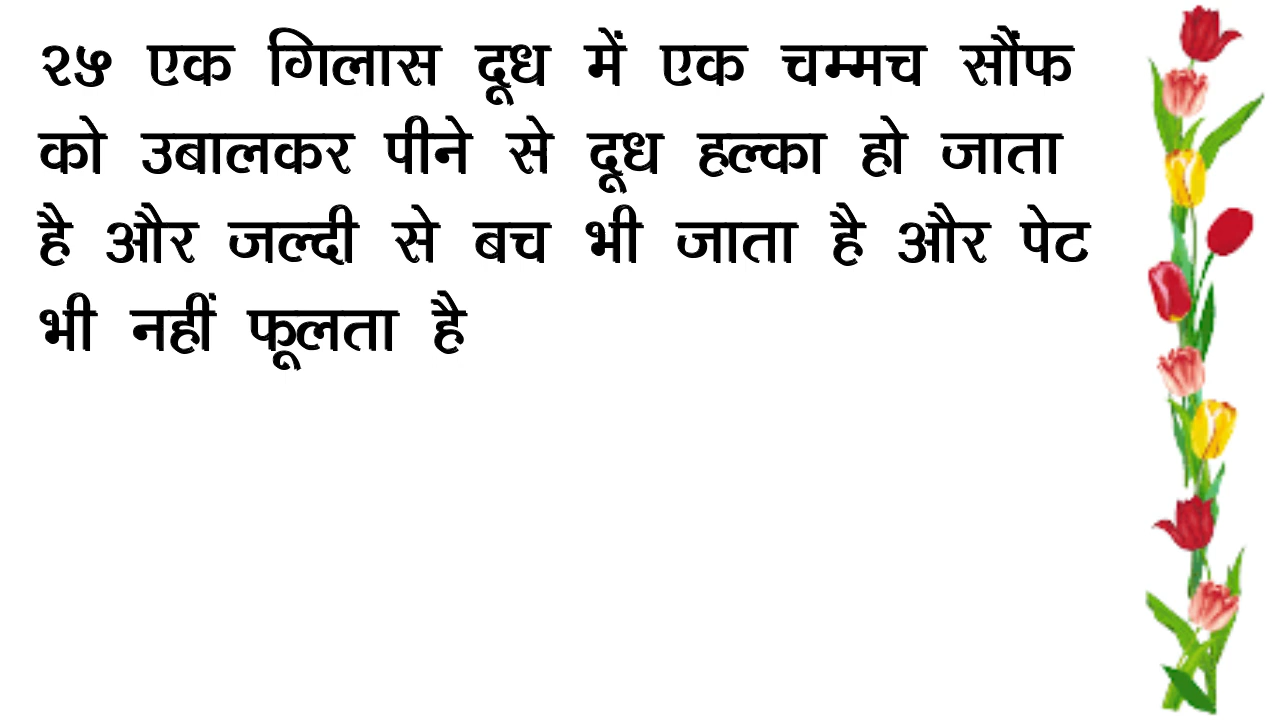 २५ एक गिलास दूध में एक चम्मच सौंफ
को उबालकर पीने से दूध हल्का हो जाता
है और जल्दी से बच भी जाता है और पेट
भी नहीं फूलता है